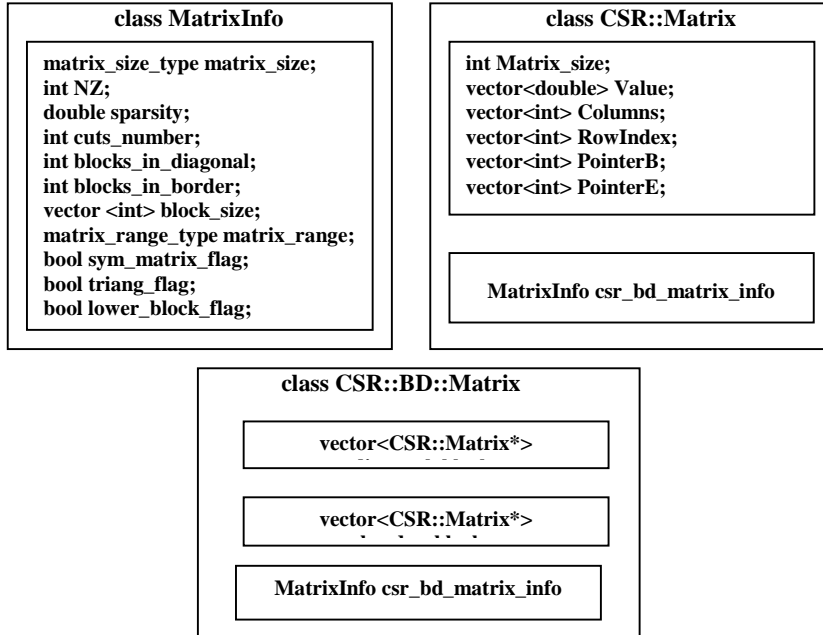 class MatrixInfo
matrix_size_type matrix_size;
int NZ;
double sparsity;
int cuts_number;
int blocks_in_diagonal;
int blocks_in_border;
vector <int> block_size;
matrix_range_type matrix_range;
bool sym_matrix_flag;
bool triang_flag;
bool lower_block_flag;
class CSR::Matrix
int Matrix_size;
vector<double> Value;
vector<int> Columns;
vector<int> RowIndex;
vector<int> PointerB;
vector<int> PointerE;
MatrixInfo csr_bd_matrix_info
class CSR::BD::Matrix
vector<CSR::Matrix*>
vector<CSR::Matrix*>
MatrixInfo csr_bd_matrix_info